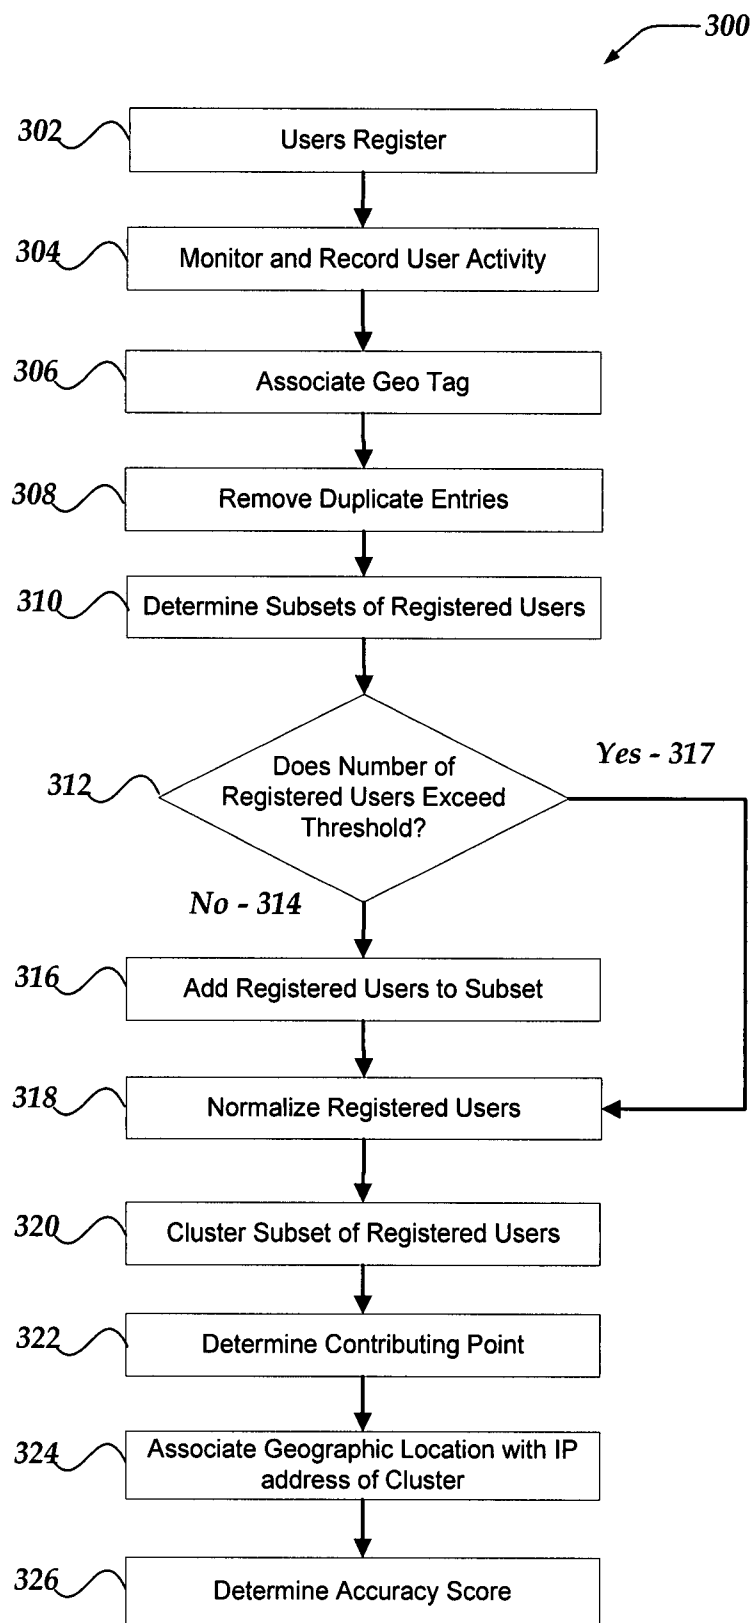 300
302
Users Register
304
Monitor and Record User Activity
306
Associate Geo Tag
308
Remove Duplicate Entries
310
Determine Subsets of Registered Users
312
Does Number of
Registered Users Exceed
Threshold?
Yes - 317
No - 314
316
Add Registered Users to Subset
318
Normalize Registered Users
320
Cluster Subset of Registered Users
322
Determine Contributing Point
324
Associate Geographic Location with IP
address of Cluster
326
Determine Accuracy Score